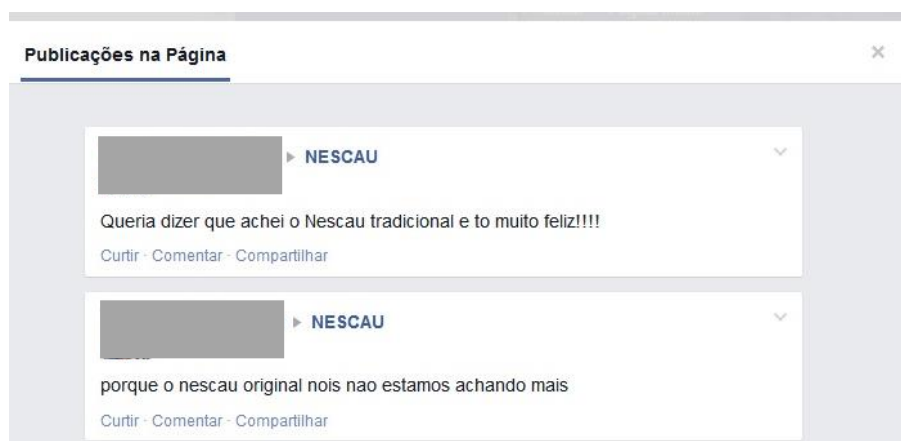 Publicações na Página
NESCAU
Queria dizer que achei o Nescau tradicional e to muito feliz!!!!
Curtir · Comentar · Compartilhar
NESCAU
porque o nescau original nois nao estamos achando mais
Curtir · Comentar · Compartilhar